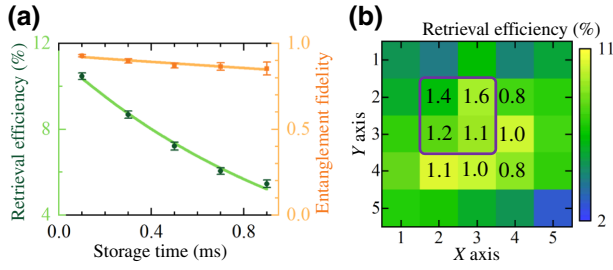 (a)
Retrieval efficiency (%)
12
8
4
0.0
0.4
0.8
Storage time (ms)
1.0
0.5
0.0
Entanglement fidelity
(b)
Retrieval efficiency (%)
1
2
3
4
5
Y axis
1.4 1.6 0.8
1.2 1.1 1.0
1.1 1.0 0.8
1 2 3 4 5
X axis
11
2